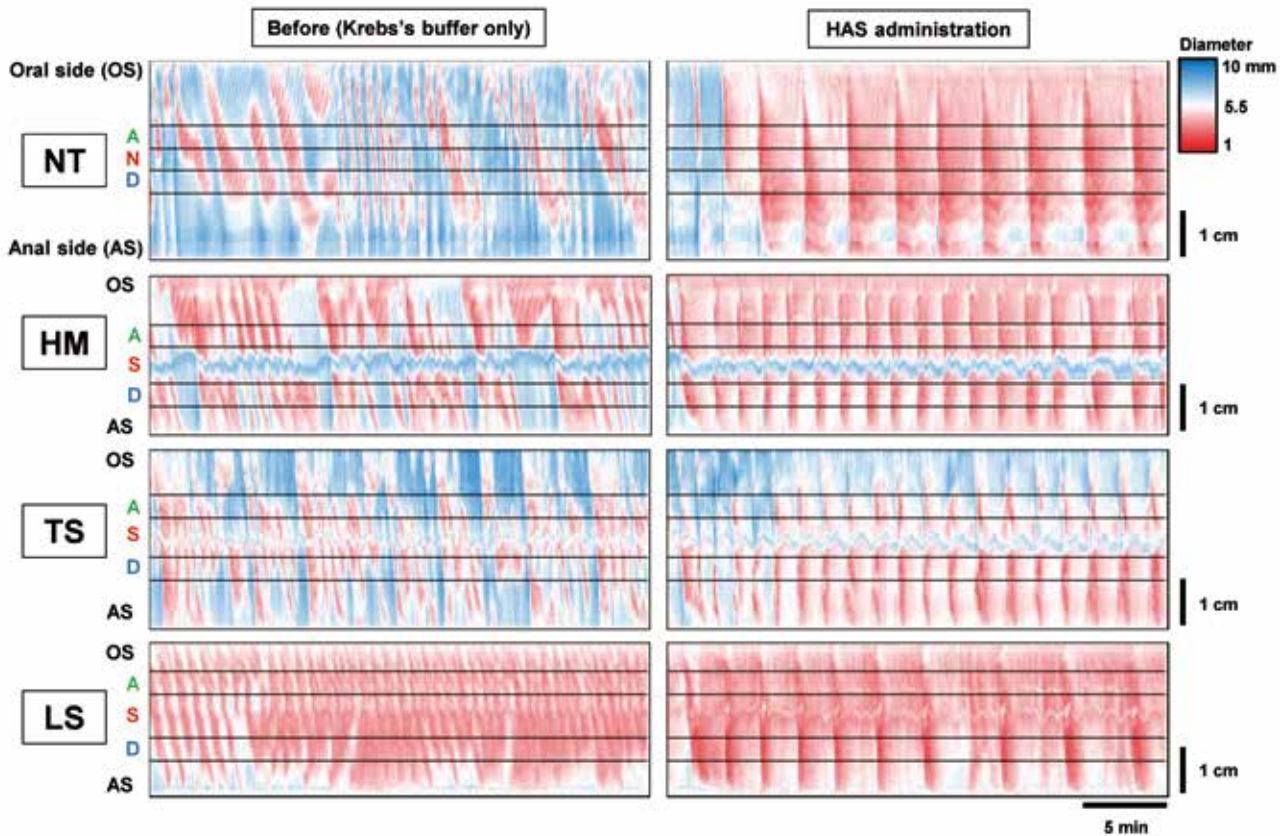 Before (Krebs's buffer only)
HAS administration
Diameter
10 mm
5.5
1
Oral side (OS)
NT
A
N
D
Anal side (AS)
1 cm
OS
HM
A
S
D
AS
1 cm
OS
TS
A
S
D
AS
1 cm
OS
LS
A
S
D
AS
1 cm
5 min